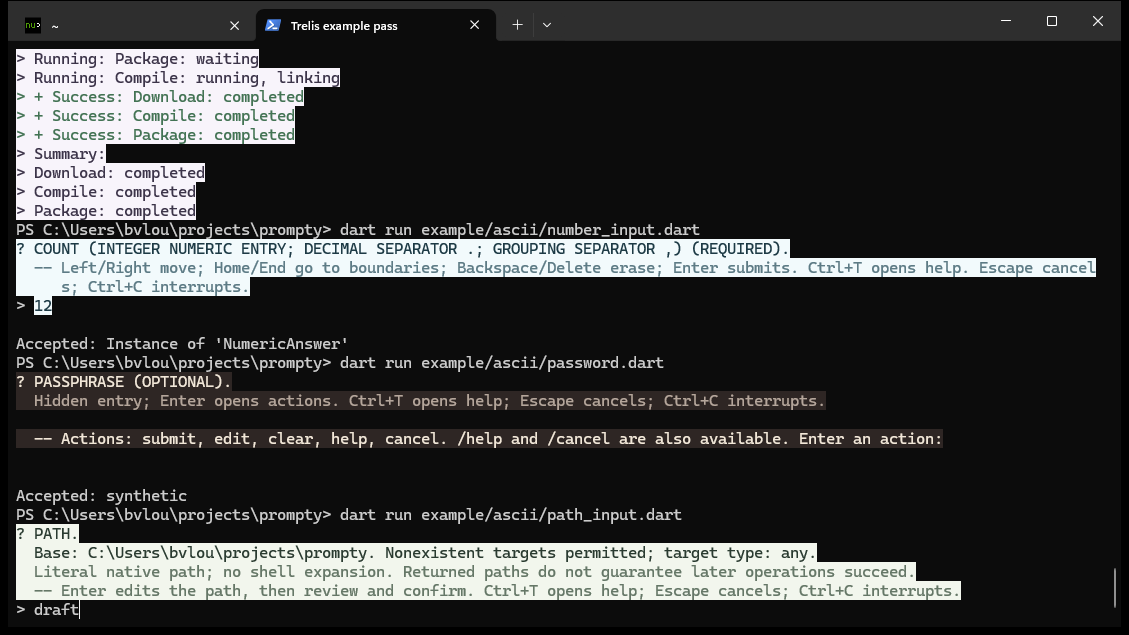 nu> ~
Trelis example pass
> Running: Package: waiting
> Running: Compile: running, linking
> + Success: Download: completed
> + Success: Compile: completed
> + Success: Package: completed
> Summary:
> Download: completed
> Compile: completed
> Package: completed
PS C:\Users\bvlou\projects\prompty> dart run example/ascii/number_input.dart
? COUNT (INTEGER NUMERIC ENTRY; DECIMAL SEPARATOR .; GROUPING SEPARATOR ,) (REQUIRED).
-- Left/Right move; Home/End go to boundaries; Backspace/Delete erase; Enter submits. Ctrl+T opens help. Escape cancel
s; Ctrl+C interrupts.
> 12
Accepted: Instance of 'NumericAnswer'
PS C:\Users\bvlou\projects\prompty> dart run example/ascii/password.dart
? PASSPHRASE (OPTIONAL).
Hidden entry; Enter opens actions. Ctrl+T opens help; Escape cancels; Ctrl+C interrupts.
-- Actions: submit, edit, clear, help, cancel. /help and /cancel are also available. Enter an action:
Accepted: synthetic
PS C:\Users\bvlou\projects\prompty> dart run example/ascii/path_input.dart
? PATH.
Base: C:\Users\bvlou\projects\prompty. Nonexistent targets permitted; target type: any.
Literal native path; no shell expansion. Returned paths do not guarantee later operations succeed.
-- Enter edits the path, then review and confirm. Ctrl+T opens help; Escape cancels; Ctrl+C interrupts.
> draft